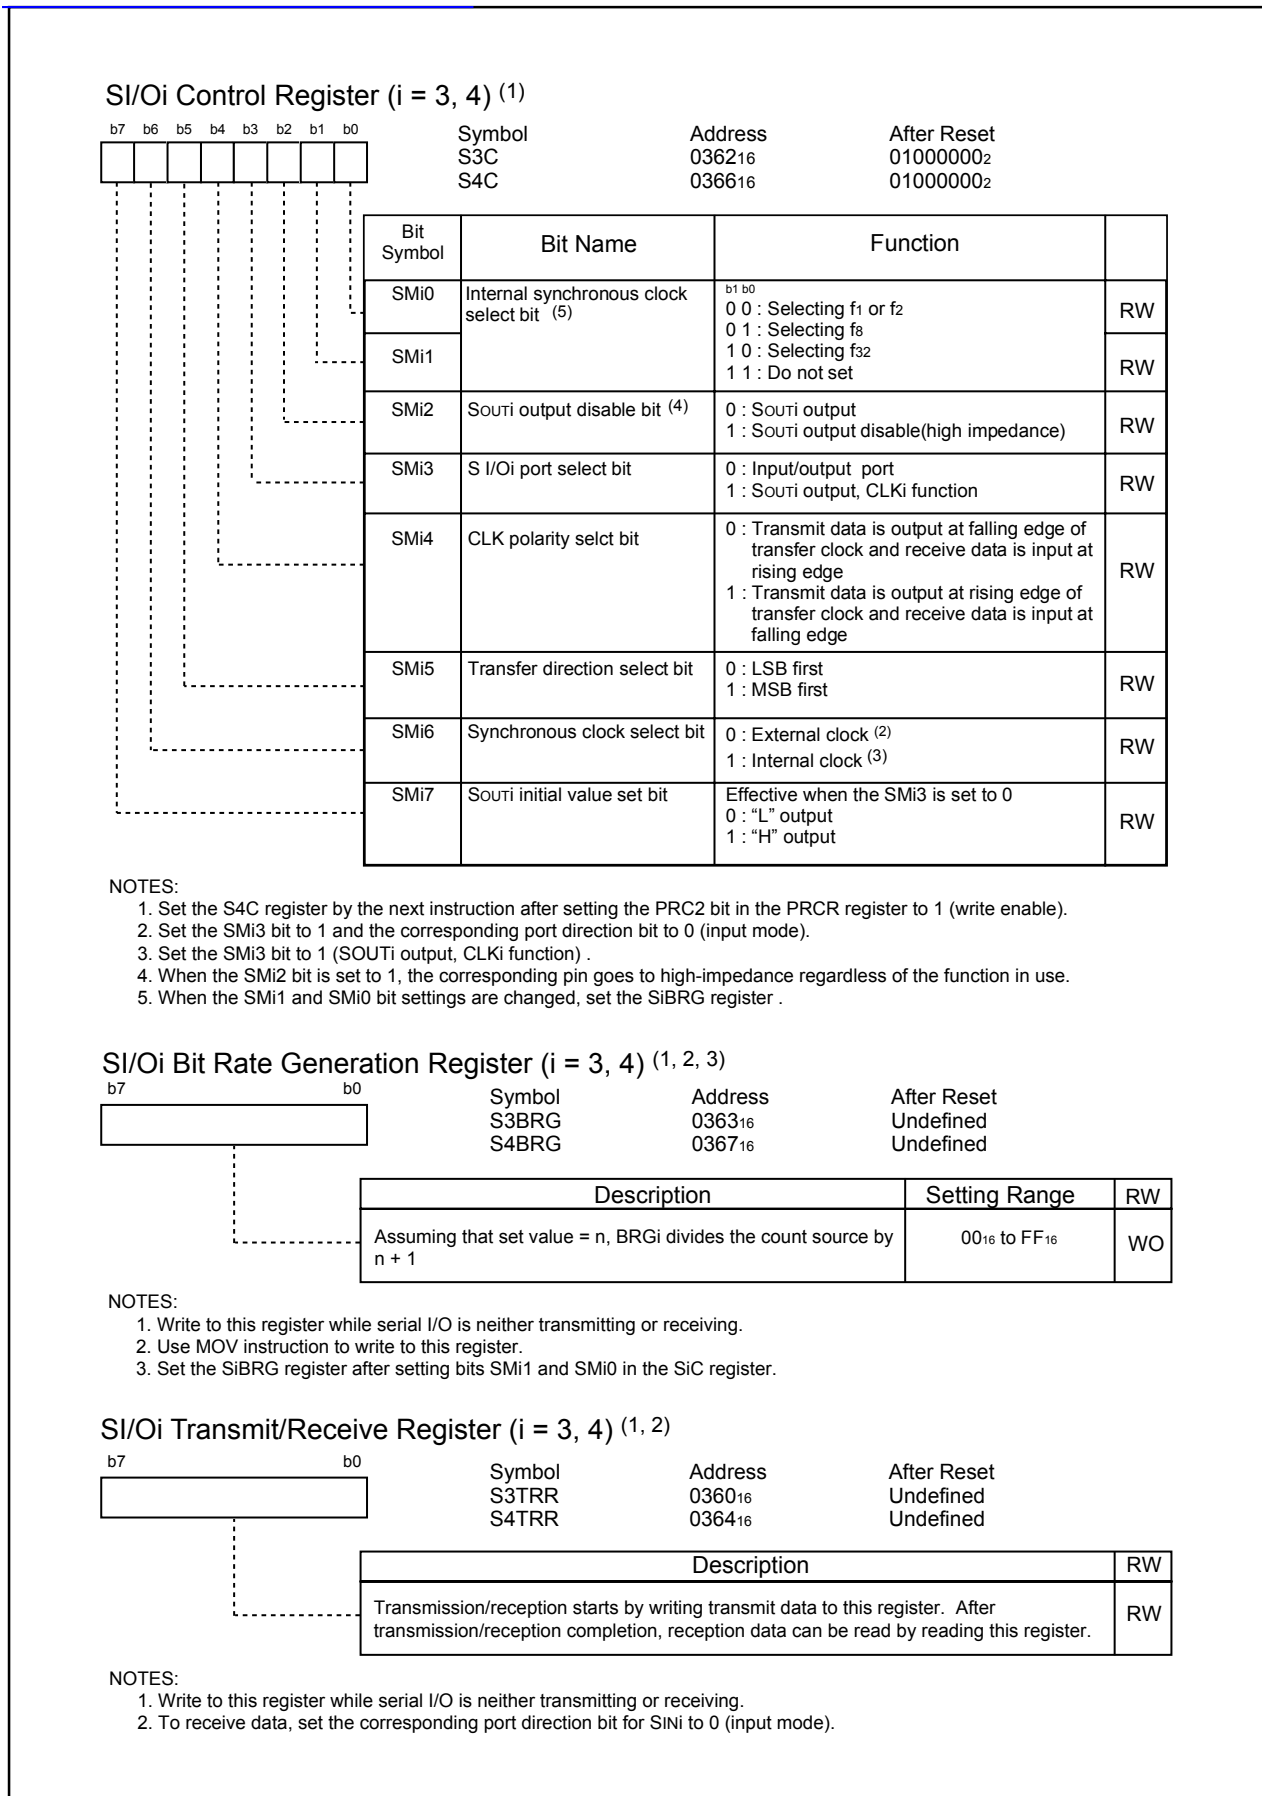 SI/Oi Control Register (i = 3, 4) (1)
b7 b6 b5 b4 b3 b2 b1 b0
Symbol Address After Reset
S3C 036216 010000002
S4C 036616 010000002
Bit Symbol Bit Name Function
SMi0 Internal synchronous clock select bit (5) b1 b0
0 0 : Selecting f1 or f2 RW
0 1 : Selecting f8
SMi1 1 0 : Selecting f32
1 1 : Do not set RW
SMi2 SOUTi output disable bit (4) 0 : SOUTi output
1 : SOUTi output disable(high impedance) RW
SMi3 S I/Oi port select bit 0 : Input/output port
1 : SOUTi output, CLKi function RW
SMi4 CLK polarity selct bit 0 : Transmit data is output at falling edge of
transfer clock and receive data is input at
rising edge RW
1 : Transmit data is output at rising edge of
transfer clock and receive data is input at
falling edge
SMi5 Transfer direction select bit 0 : LSB first
1 : MSB first RW
SMi6 Synchronous clock select bit 0 : External clock (2)
1 : Internal clock (3) RW
SMi7 SOUTi initial value set bit Effective when the SMi3 is set to 0
0 : “L” output
1 : “H” output RW
NOTES:
1. Set the S4C register by the next instruction after setting the PRC2 bit in the PRCR register to 1 (write enable).
2. Set the SMi3 bit to 1 and the corresponding port direction bit to 0 (input mode).
3. Set the SMi3 bit to 1 (SOUTi output, CLKi function) .
4. When the SMi2 bit is set to 1, the corresponding pin goes to high-impedance regardless of the function in use.
5. When the SMi1 and SMi0 bit settings are changed, set the SiBRG register .
SI/Oi Bit Rate Generation Register (i = 3, 4) (1, 2, 3)
b7 b0
Symbol Address After Reset
S3BRG 036316 Undefined
S4BRG 036716 Undefined
Description Setting Range RW
Assuming that set value = n, BRGi divides the count source by 0016 to FF16 WO
n + 1
NOTES:
1. Write to this register while serial I/O is neither transmitting or receiving.
2. Use MOV instruction to write to this register.
3. Set the SiBRG register after setting bits SMi1 and SMi0 in the SiC register.
SI/Oi Transmit/Receive Register (i = 3, 4) (1, 2)
b7 b0
Symbol Address After Reset
S3TRR 036016 Undefined
S4TRR 036416 Undefined
Description RW
Transmission/reception starts by writing transmit data to this register. After RW
transmission/reception completion, reception data can be read by reading this register.
NOTES:
1. Write to this register while serial I/O is neither transmitting or receiving.
2. To receive data, set the corresponding port direction bit for SINi to 0 (input mode).